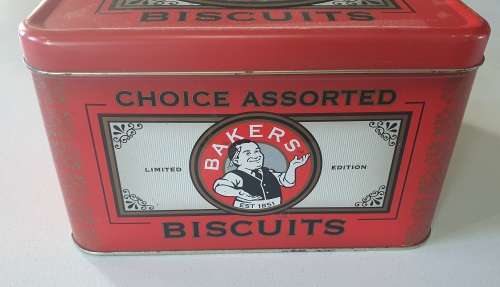 BISCUITS
CHOICE ASSORTED
BAKERS
LIMITED
EDITION
EST 1851
BISCUITS